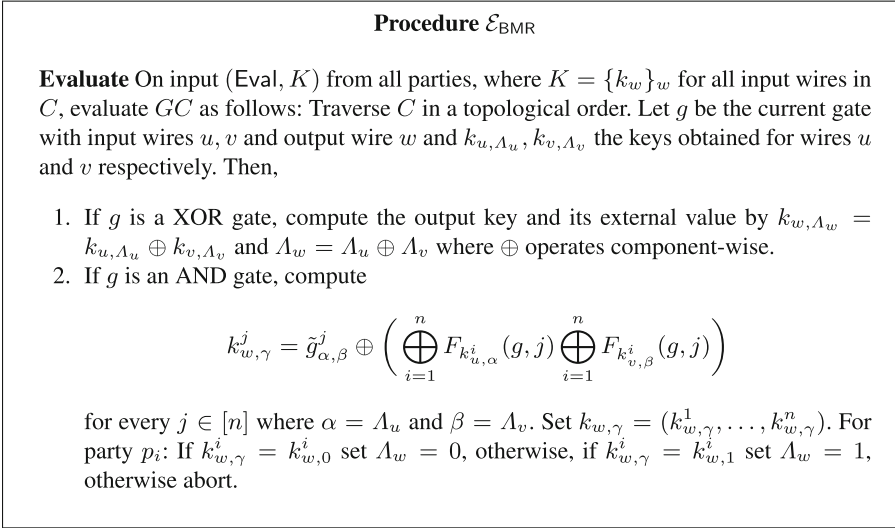 Procedure ℰ_BMR
Evaluate On input (Eval, K) from all parties, where K = {k_w}_w for all input wires in
C, evaluate GC as follows: Traverse C in a topological order. Let g be the current gate
with input wires u, v and output wire w and k_{u,Λ_u}, k_{v,Λ_v} the keys obtained for wires u
and v respectively. Then,
1. If g is a XOR gate, compute the output key and its external value by k_{w,Λ_w} =
k_{u,Λ_u} ⊕ k_{v,Λ_v} and Λ_w = Λ_u ⊕ Λ_v where ⊕ operates component-wise.
2. If g is an AND gate, compute
k^j_{w,γ} = g̃^j_{α,β} ⊕ ( ⨁_{i=1}^{n} F_{k^i_{u,α}}(g, j) ⨁_{i=1}^{n} F_{k^i_{v,β}}(g, j) )
for every j ∈ [n] where α = Λ_u and β = Λ_v. Set k_{w,γ} = (k^1_{w,γ}, . . . , k^n_{w,γ}). For
party p_i: If k^i_{w,γ} = k^i_{w,0} set Λ_w = 0, otherwise, if k^i_{w,γ} = k^i_{w,1} set Λ_w = 1,
otherwise abort.